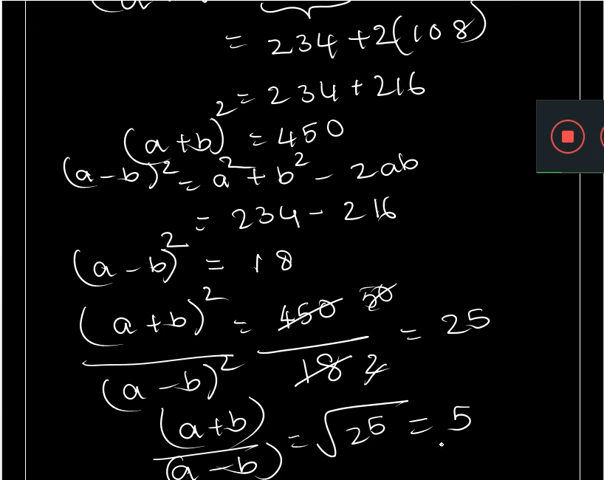 = 234 + 2(108)
= 234 + 216
(a+b)² = 450
(a-b)² = a² + b² - 2ab
= 234 - 216
(a-b)² = 18
(a+b)²/(a-b)² = 450 50/18 2 = 25
(a+b)/(a-b) = √25 = 5